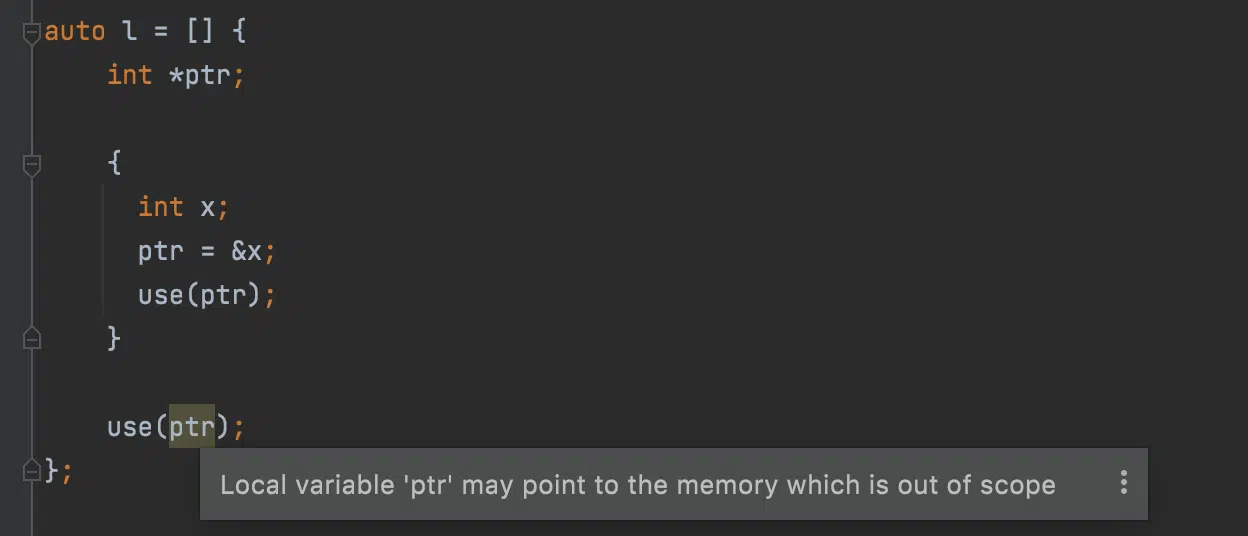 auto l = [] {
int *ptr;
{
int x;
ptr = &x;
use(ptr);
}
use(ptr);
};
Local variable 'ptr' may point to the memory which is out of scope